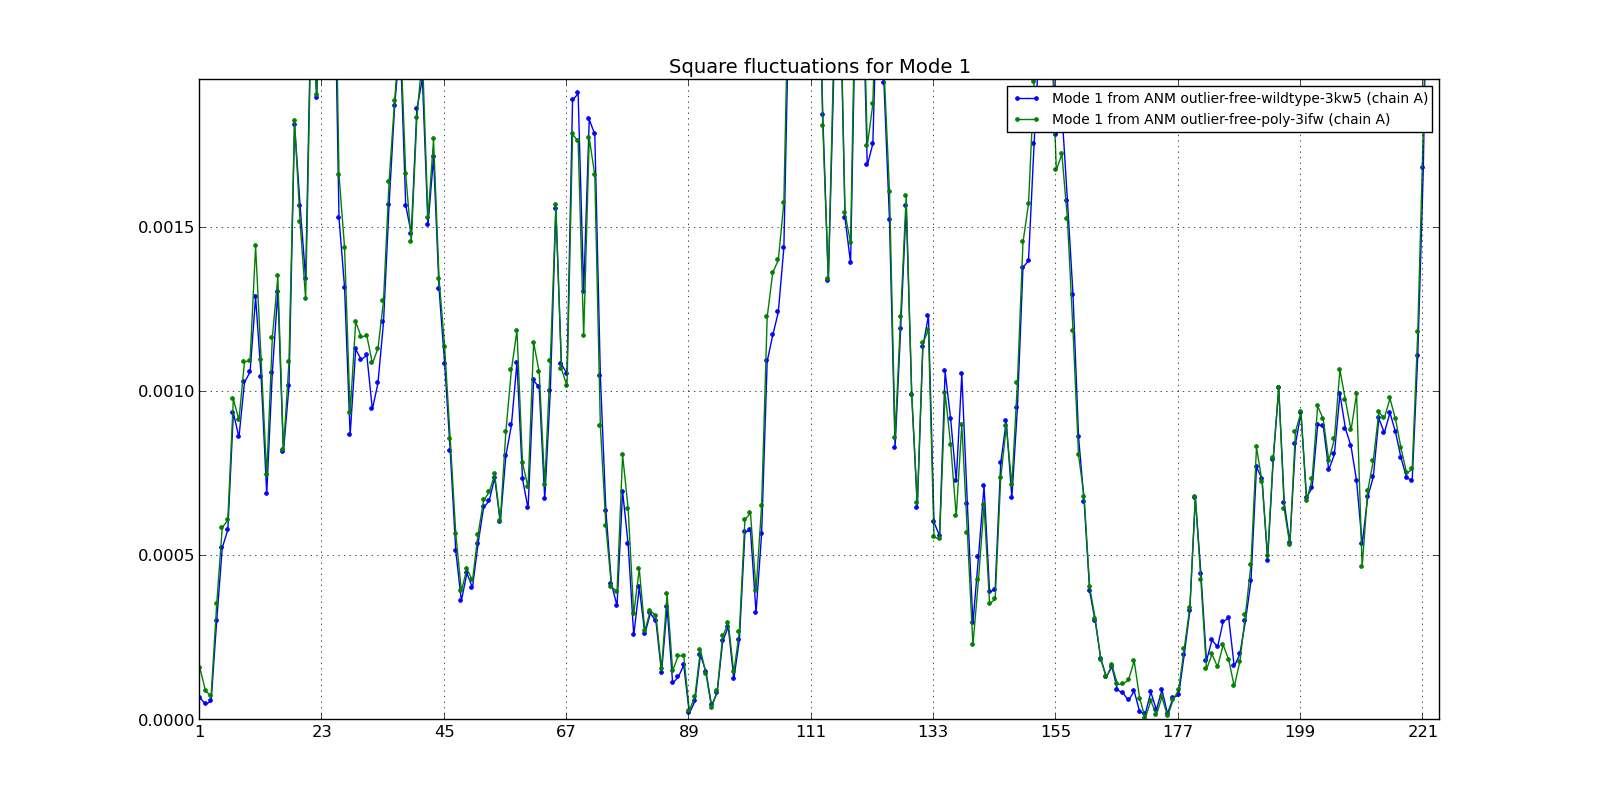 Square fluctuations for Mode 1
Mode 1 from ANM outlier-free-wildtype-3kw5 (chain A)
Mode 1 from ANM outlier-free-poly-3ifw (chain A)
0.0015
0.0010
0.0005
0.0000
1 23 45 67 89 111 133 155 177 199 221